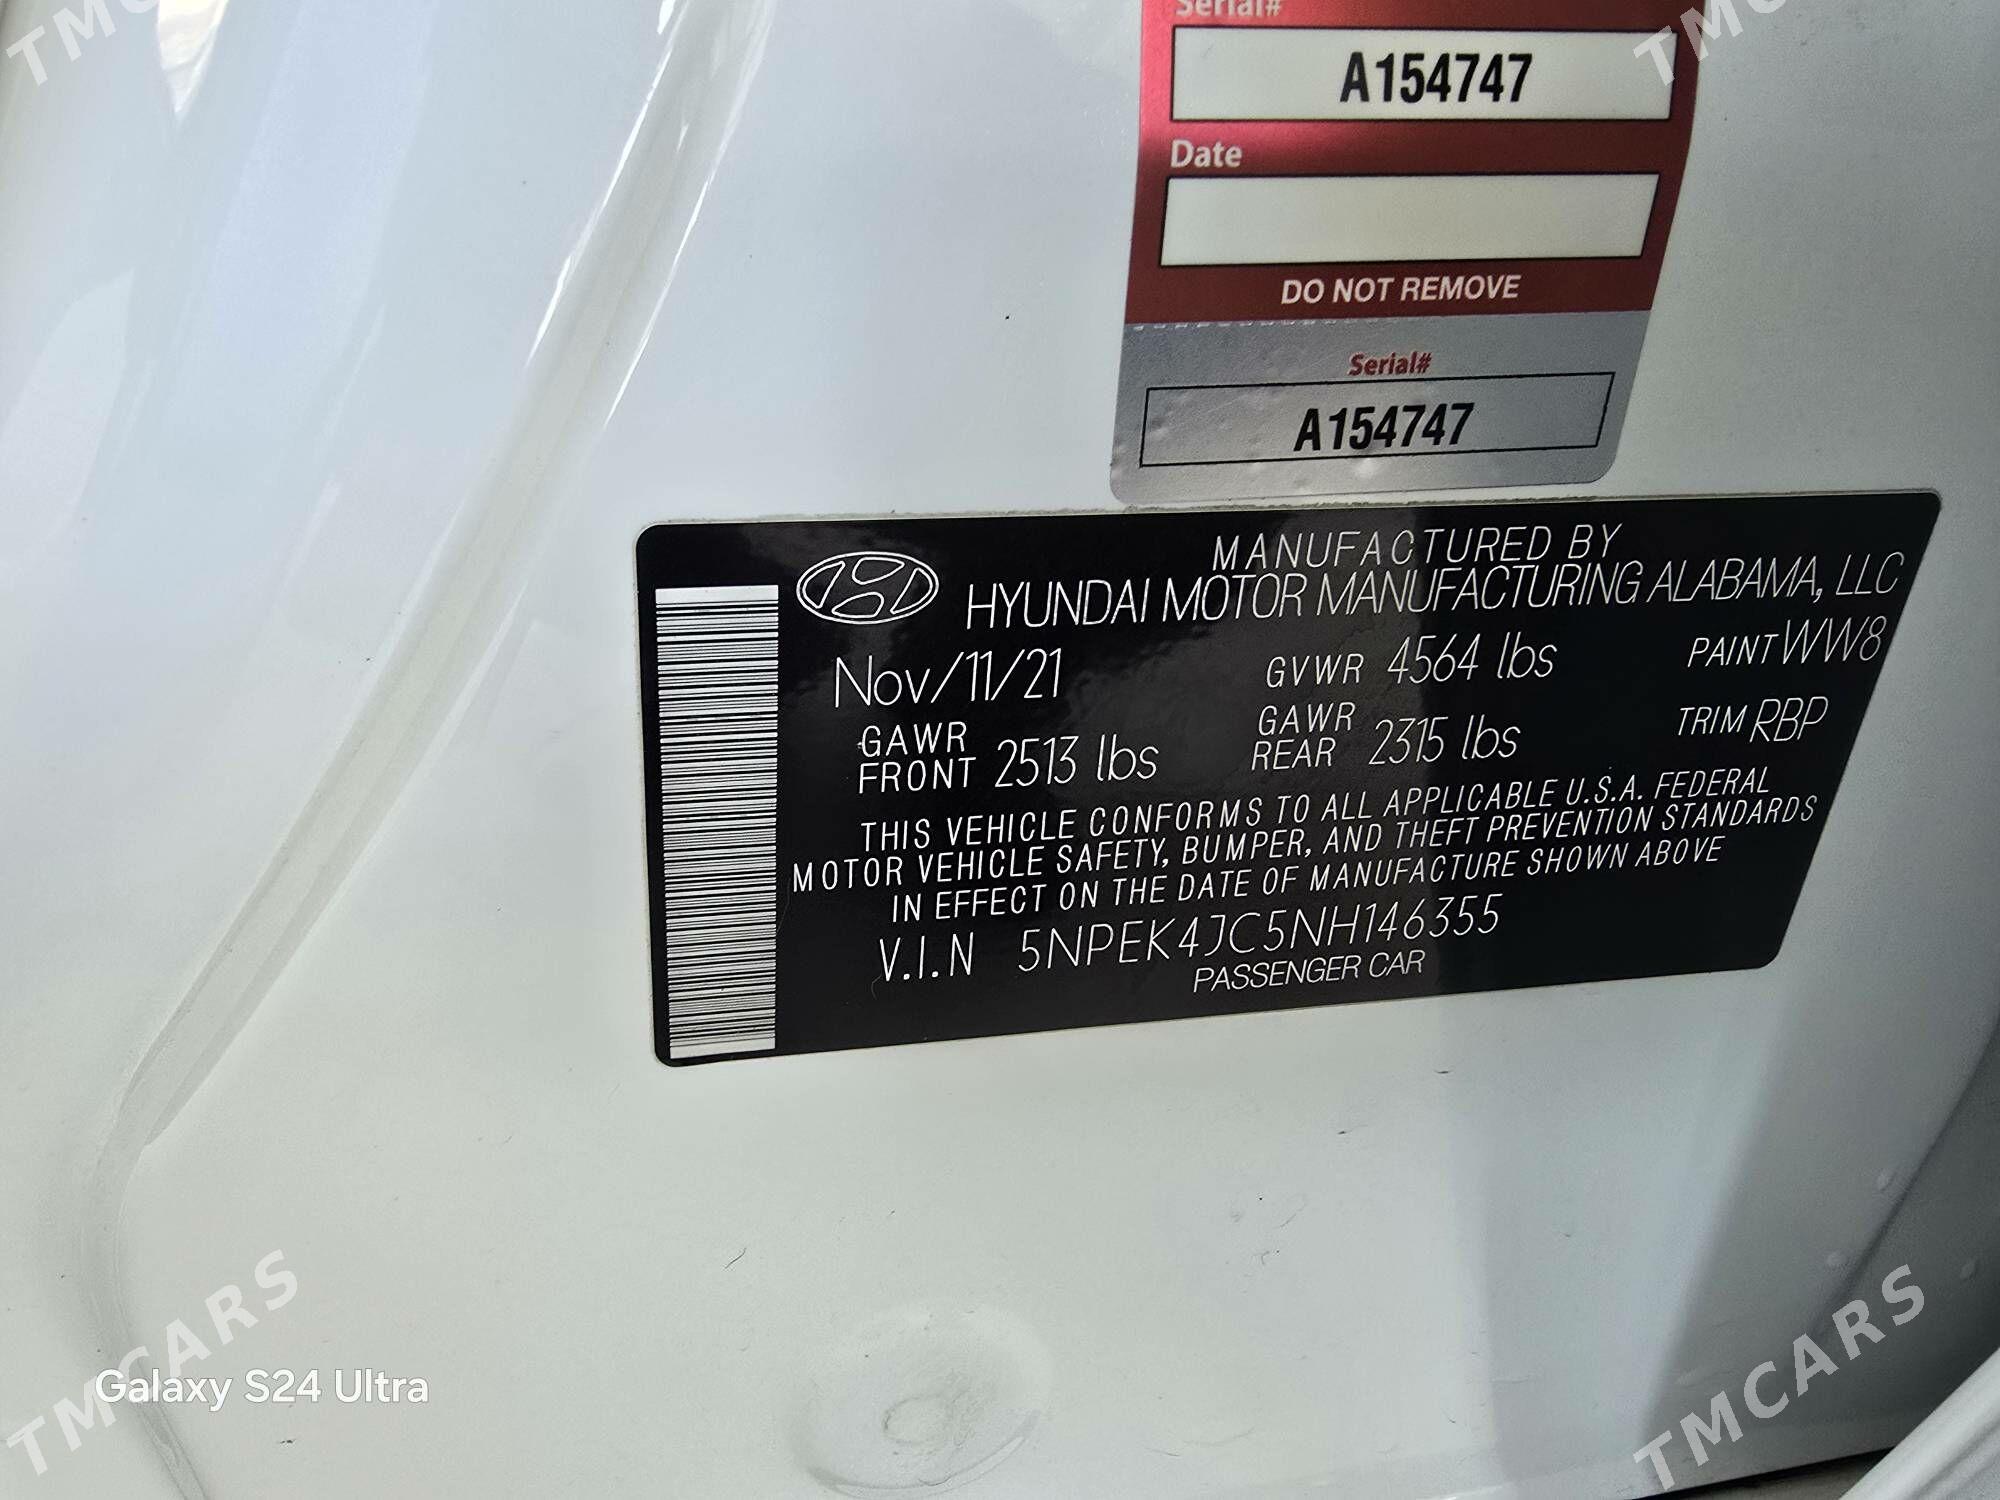 Serial#
A154747
Date
DO NOT REMOVE
Serial#
A154747
MANUFACTURED BY
HYUNDAI MOTOR MANUFACTURING ALABAMA, LLC
Nov/11/21 GVWR 4564 lbs PAINT WW8
GAWR FRONT 2513 lbs GAWR REAR 2315 lbs TRIM RBP
THIS VEHICLE CONFORMS TO ALL APPLICABLE U.S.A. FEDERAL
MOTOR VEHICLE SAFETY, BUMPER, AND THEFT PREVENTION STANDARDS
IN EFFECT ON THE DATE OF MANUFACTURE SHOWN ABOVE
V.I.N 5NPEK4JC5NH146355
PASSENGER CAR
Galaxy S24 Ultra
TMCARS
TMCARS